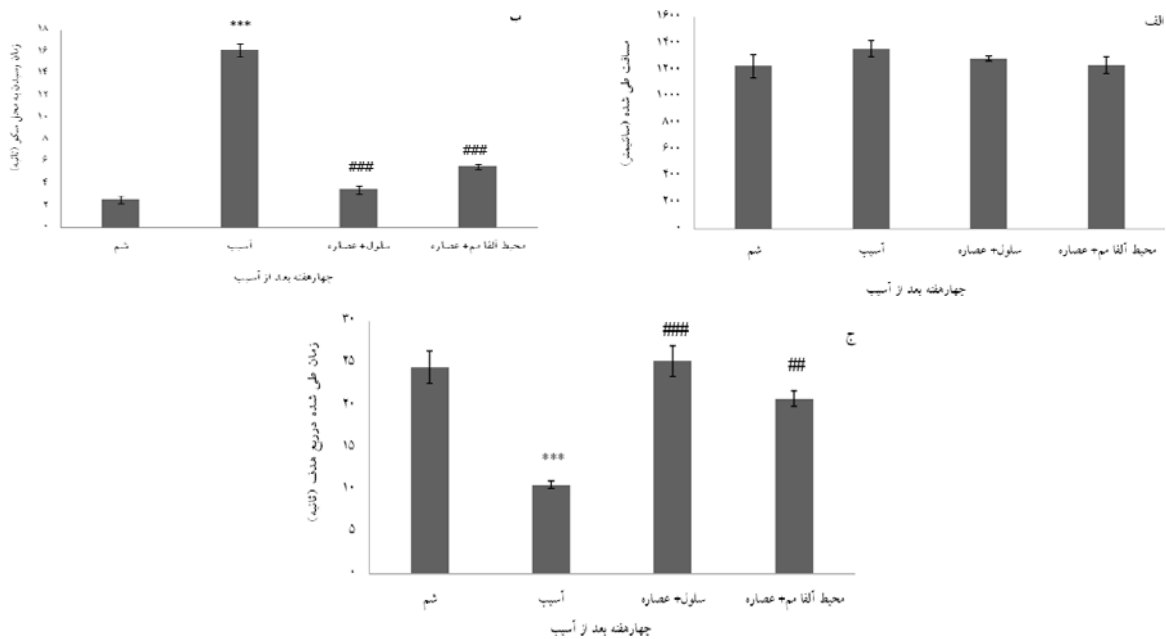 الف
مسافت طی شده (سانتیمتر)
۱۶۰۰
۱۴۰۰
۱۲۰۰
۱۰۰۰
۸۰۰
۶۰۰
۴۰۰
۲۰۰
۰
شم
آسیب
سلول+ عصاره
محیط آلفا مم+ عصاره
چهارهفته بعد از آسیب
ب
زمان رسیدن به محل سکو (ثانیه)
۱۸
۱۶
۱۴
۱۲
۱۰
۸
۶
۴
۲
۰
***
###
###
شم
آسیب
سلول+ عصاره
محیط آلفا مم+ عصاره
چهارهفته بعد از آسیب
ج
زمان طی شده درربع هدف (ثانیه)
۳۰
۲۵
۲۰
۱۵
۱۰
۵
۰
***
###
##
شم
آسیب
سلول+ عصاره
محیط آلفا مم+ عصاره
چهارهفته بعد از آسیب